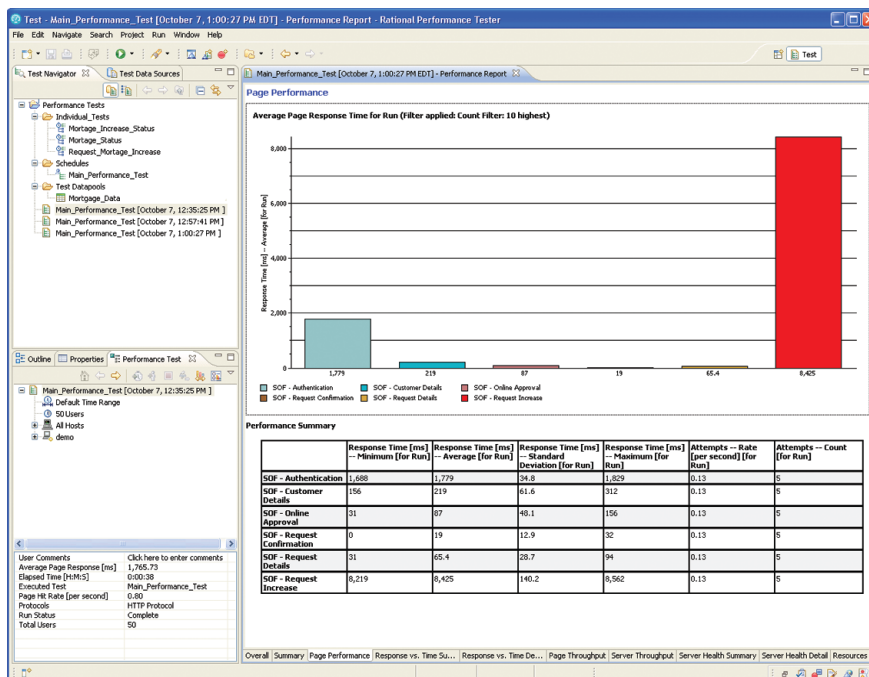 Test - Main_Performance_Test [October 7, 1:00:27 PM EDT] - Performance Report - Rational Performance Tester
File Edit Navigate Search Project Run Window Help
Test
Test Navigator
Test Data Sources
Performance Tests
Individual_Tests
Mortage_Increase_Status
Mortage_Status
Request_Mortage_Increase
Schedules
Main_Performance_Test
Test Datapools
Mortgage_Data
Main_Performance_Test [October 7, 12:35:25 PM ]
Main_Performance_Test [October 7, 12:57:41 PM ]
Main_Performance_Test [October 7, 1:00:27 PM ]
Outline Properties Performance Test
Main_Performance_Test [October 7, 12:35:25 PM ]
Default Time Range
50 Users
All Hosts
demo
User Comments Click here to enter comments
Average Page Response [ms] 1,765.73
Elapsed Time [H:M:S] 0:00:38
Executed Test Main_Performance_Test
Page Hit Rate [per second] 0.80
Protocols HTTP Protocol
Run Status Complete
Total Users 50
Main_Performance_Test [October 7, 1:00:27 PM EDT] - Performance Report
Page Performance
Average Page Response Time for Run (Filter applied: Count Filter: 10 highest)
Response Time [ms] -- Average [for Run]
8,000
6,000
4,000
2,000
0
1,779 219 87 19 65.4 8,425
SOF - Authentication SOF - Customer Details SOF - Online Approval
SOF - Request Confirmation SOF - Request Details SOF - Request Increase
Performance Summary
Response Time [ms] -- Minimum [for Run] Response Time [ms] -- Average [for Run] Response Time [ms] -- Standard Deviation [for Run] Response Time [ms] -- Maximum [for Run] Attempts -- Rate [per second] [for Run] Attempts -- Count [for Run]
SOF - Authentication 1,688 1,779 34.8 1,829 0.13 5
SOF - Customer Details 156 219 61.6 312 0.13 5
SOF - Online Approval 31 87 48.1 156 0.13 5
SOF - Request Confirmation 0 19 12.9 32 0.13 5
SOF - Request Details 31 65.4 28.7 94 0.13 5
SOF - Request Increase 8,219 8,425 140.2 8,562 0.13 5
Overall Summary Page Performance Response vs. Time Su... Response vs. Time De... Page Throughput Server Throughput Server Health Summary Server Health Detail Resources